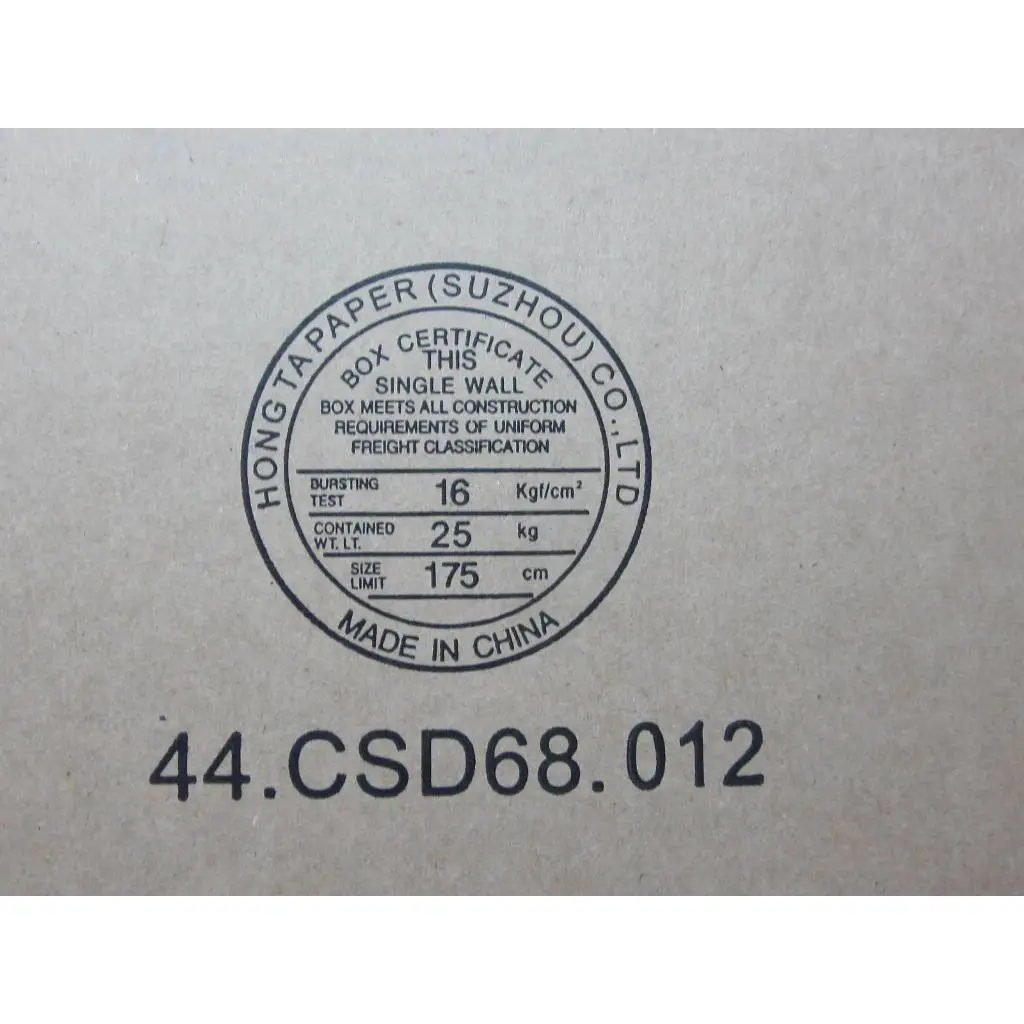 HONG TA PAPER (SUZHOU) CO.,LTD
BOX CERTIFICATE
THIS
SINGLE WALL
BOX MEETS ALL CONSTRUCTION
REQUIREMENTS OF UNIFORM
FREIGHT CLASSIFICATION
BURSTING TEST 16 Kgf/cm²
CONTAINED WT. LT. 25 kg
SIZE LIMIT 175 cm
MADE IN CHINA
44.CSD68.012